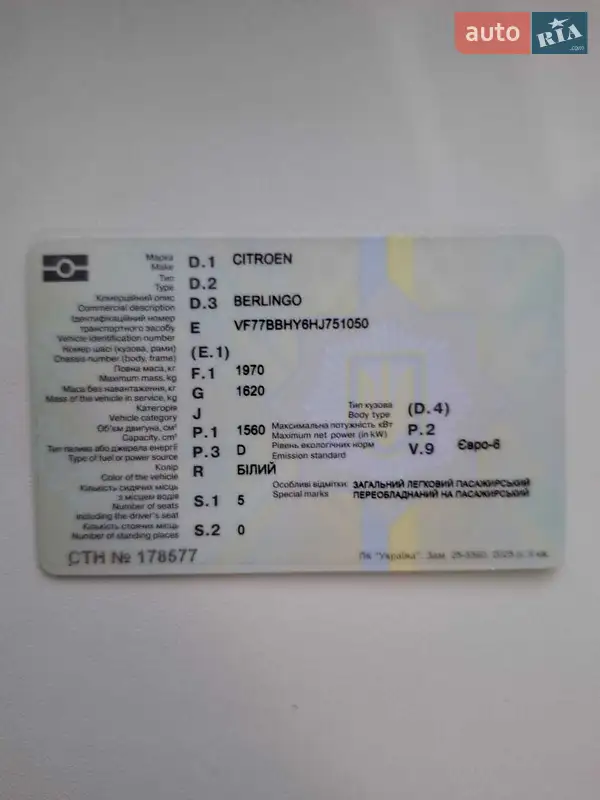 auto RIA .com
Марка D.1 CITROEN
Make
Тип D.2
Type
Комерційний опис D.3 BERLINGO
Commercial description
Ідентифікаційний номер
транспортного засобу E VF77BBHY6HJ751050
Vehicle identification number
Номер шасі (кузова, рами) (E.1)
Chassis number (body, frame)
Повна маса, кг F.1 1970
Maximum mass, kg
Маса без навантаження, кг G 1620
Mass of the vehicle in service, kg
Категорія J Тип кузова (D.4)
Vehicle category Body type
Об'єм двигуна, см³ P.1 1560 Максимальна потужність кВт P.2
Capacity, cm³ Maximum net power (in kW)
Тип палива або джерела енергії P.3 D Рівень екологічних норм V.9 Євро-6
Type of fuel or power source Emission standard
Колір R БІЛИЙ
Color of the vehicle
Кількість сидячих місць Особливі відмітки: ЗАГАЛЬНИЙ ЛЕГКОВИЙ ПАСАЖИРСЬКИЙ
з місцем водія S.1 5 Special marks ПЕРЕОБЛАДНАНИЙ НА ПАСАЖИРСЬКИЙ
Number of seats
including the driver's seat
Кількість стоячих місць S.2 0
Number of standing places
СТН № 178577 ПК "Україна". Зам.